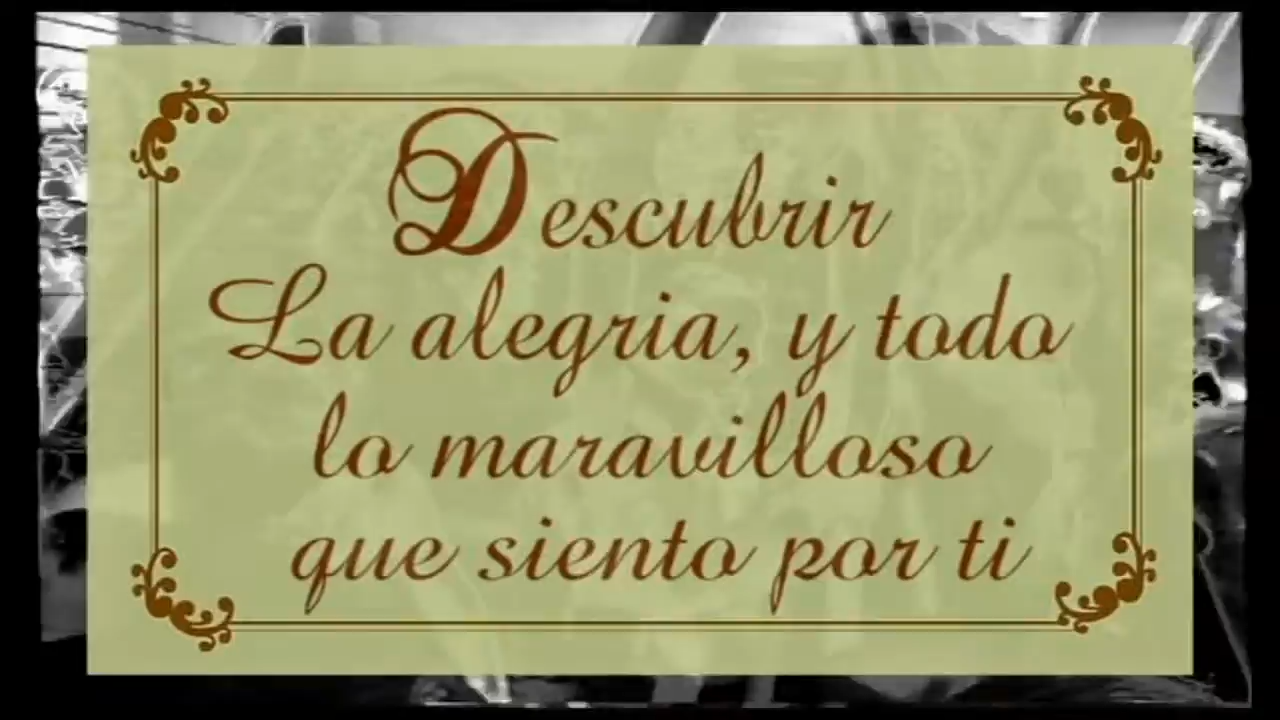 Descubrir
La alegria, y todo
lo maravilloso
que siento por ti